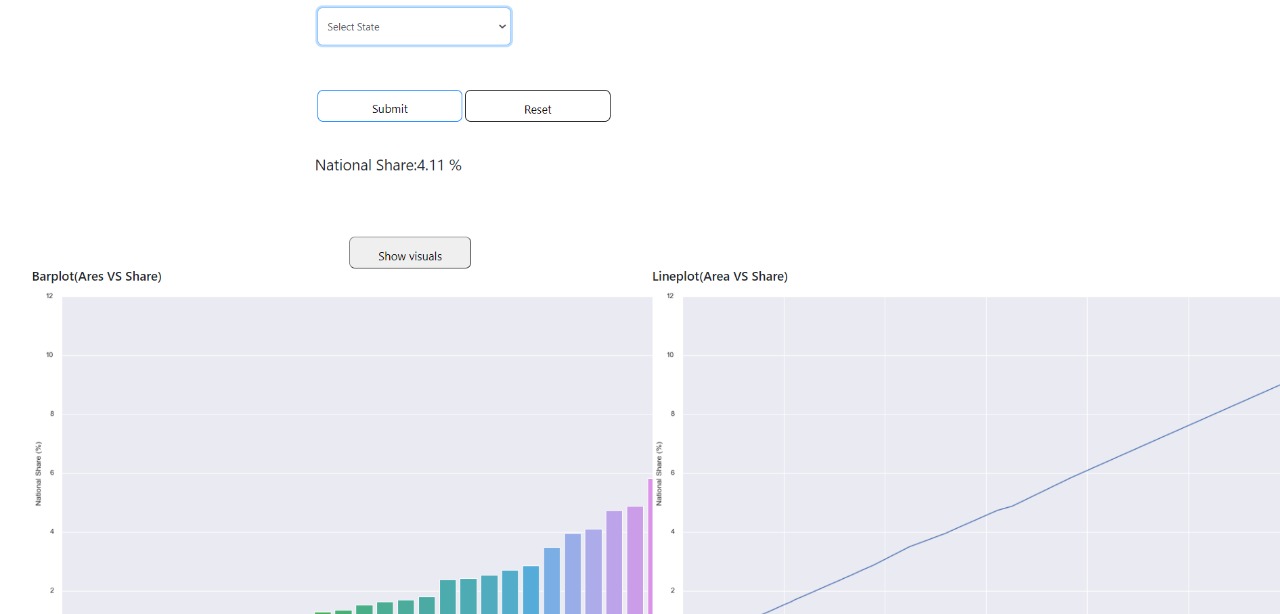 Select State
Submit
Reset
National Share:4.11 %
Show visuals
Barplot(Ares VS Share)
12
10
8
6
4
2
National Share (%)
Lineplot(Area VS Share)
12
10
8
6
4
2
National Share (%)